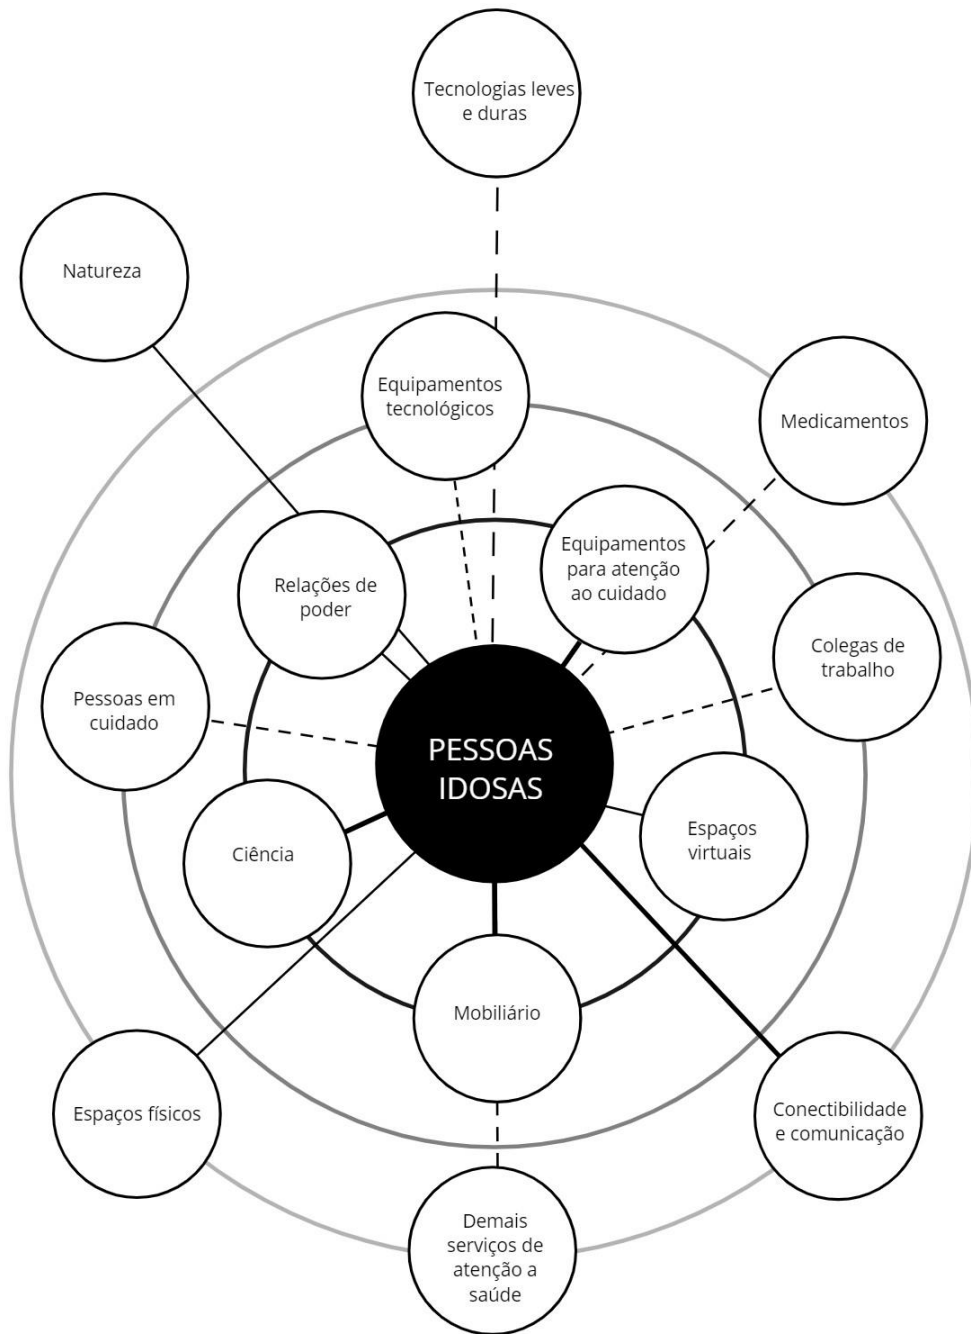 Tecnologias leves
e duras
Natureza
Equipamentos
tecnológicos
Medicamentos
Equipamentos
para atenção
ao cuidado
Relações de
poder
Colegas de
trabalho
Pessoas em
cuidado
PESSOAS
IDOSAS
Espaços
virtuais
Ciência
Mobiliário
Espaços físicos
Conectibilidade
e comunicação
Demais
serviços de
atenção a
saúde